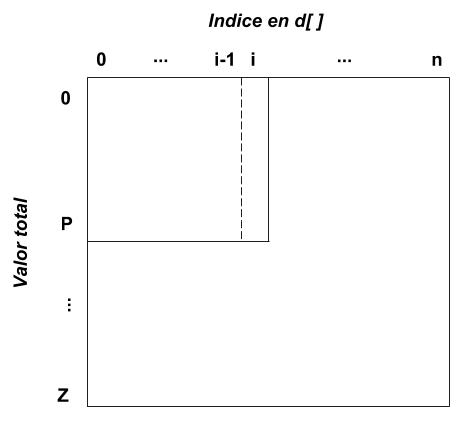 Indice en d[ ]
0 ... i-1 i ... n
0
Valor total
P
...
Z